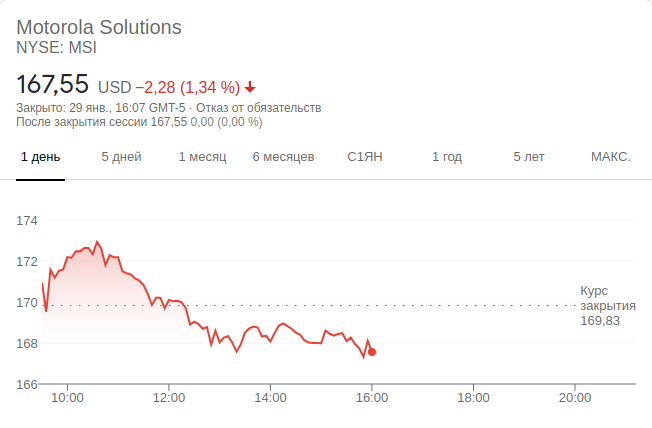 Motorola Solutions
NYSE: MSI
167,55 USD −2,28 (1,34 %)
Закрыто: 29 янв., 16:07 GMT-5 · Отказ от обязательств
После закрытия сессии 167,55 0,00 (0,00 %)
1 день 5 дней 1 месяц 6 месяцев С1ЯН 1 год 5 лет МАКС.
174
172
170
168
166
Курс
закрытия
169,83
10:00 12:00 14:00 16:00 18:00 20:00